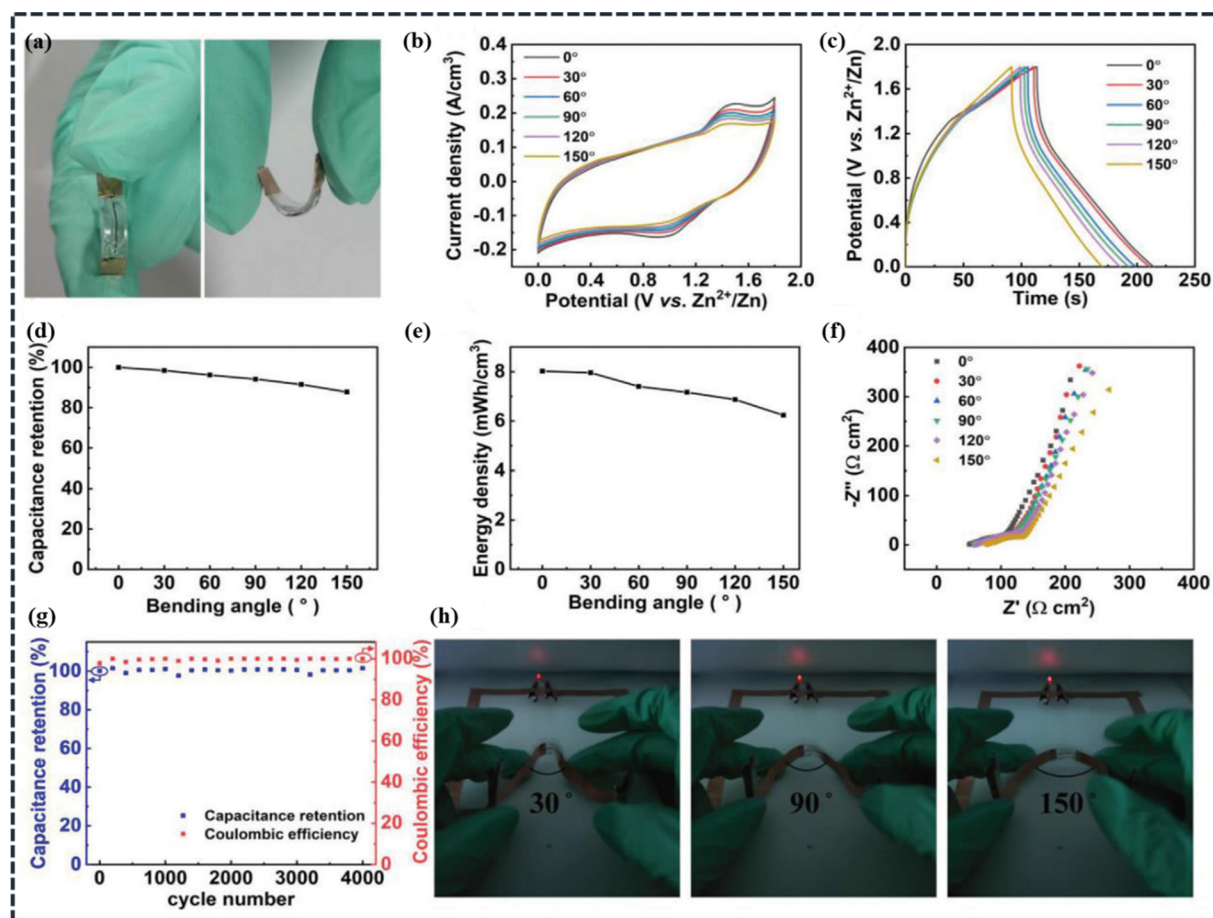 (a)
(b)
Current density (A/cm³)
0.4
0.3
0.2
0.1
0.0
-0.1
-0.2
0°
30°
60°
90°
120°
150°
0.0 0.4 0.8 1.2 1.6 2.0
Potential (V vs. Zn²⁺/Zn)
(c)
Potential (V vs. Zn²⁺/Zn)
2.0
1.6
1.2
0.8
0.4
0
0°
30°
60°
90°
120°
150°
0 50 100 150 200 250
Time (s)
(d)
Capacitance retention (%)
100
80
60
40
20
0
0 30 60 90 120 150
Bending angle ( ° )
(e)
Energy density (mWh/cm³)
8
6
4
2
0
0 30 60 90 120 150
Bending angle ( ° )
(f)
-Z'' (Ω cm²)
400
300
200
100
0
0°
30°
60°
90°
120°
150°
0 100 200 300 400
Z' (Ω cm²)
(g)
Capacitance retention (%)
100
80
60
40
20
0
Capacitance retention
Coulombic efficiency
100
80
60
40
20
0
Coulombic efficiency (%)
0 1000 2000 3000 4000
cycle number
(h)
30°
90°
150°